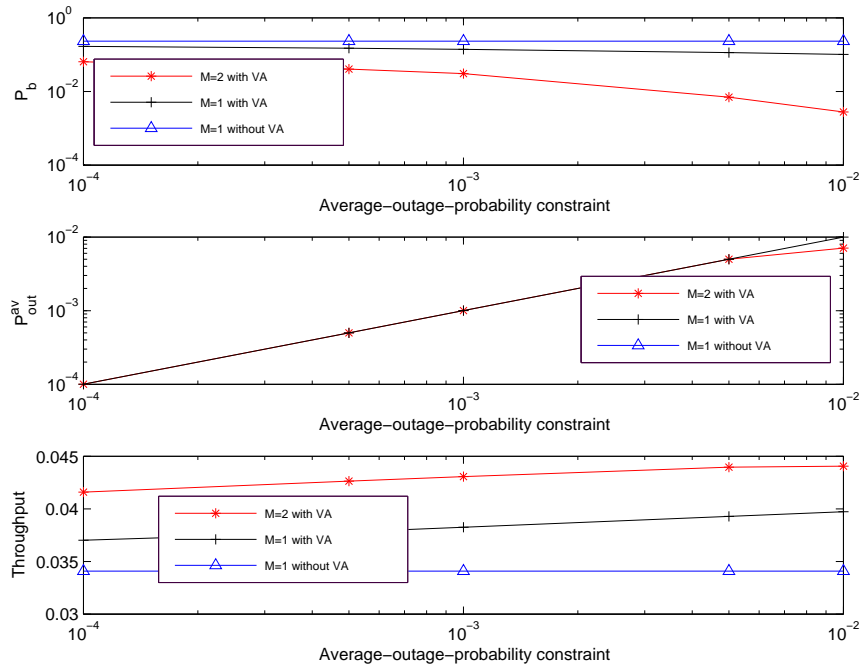 10^0
10^−2
10^−4
P_b
M=2 with VA
M=1 with VA
M=1 without VA
10^−4
10^−3
10^−2
Average−outage−probability constraint
10^−2
10^−3
10^−4
P_out^av
M=2 with VA
M=1 with VA
M=1 without VA
10^−4
10^−3
10^−2
Average−outage−probability constraint
0.045
0.04
0.035
0.03
Throughput
M=2 with VA
M=1 with VA
M=1 without VA
10^−4
10^−3
10^−2
Average−outage−probability constraint